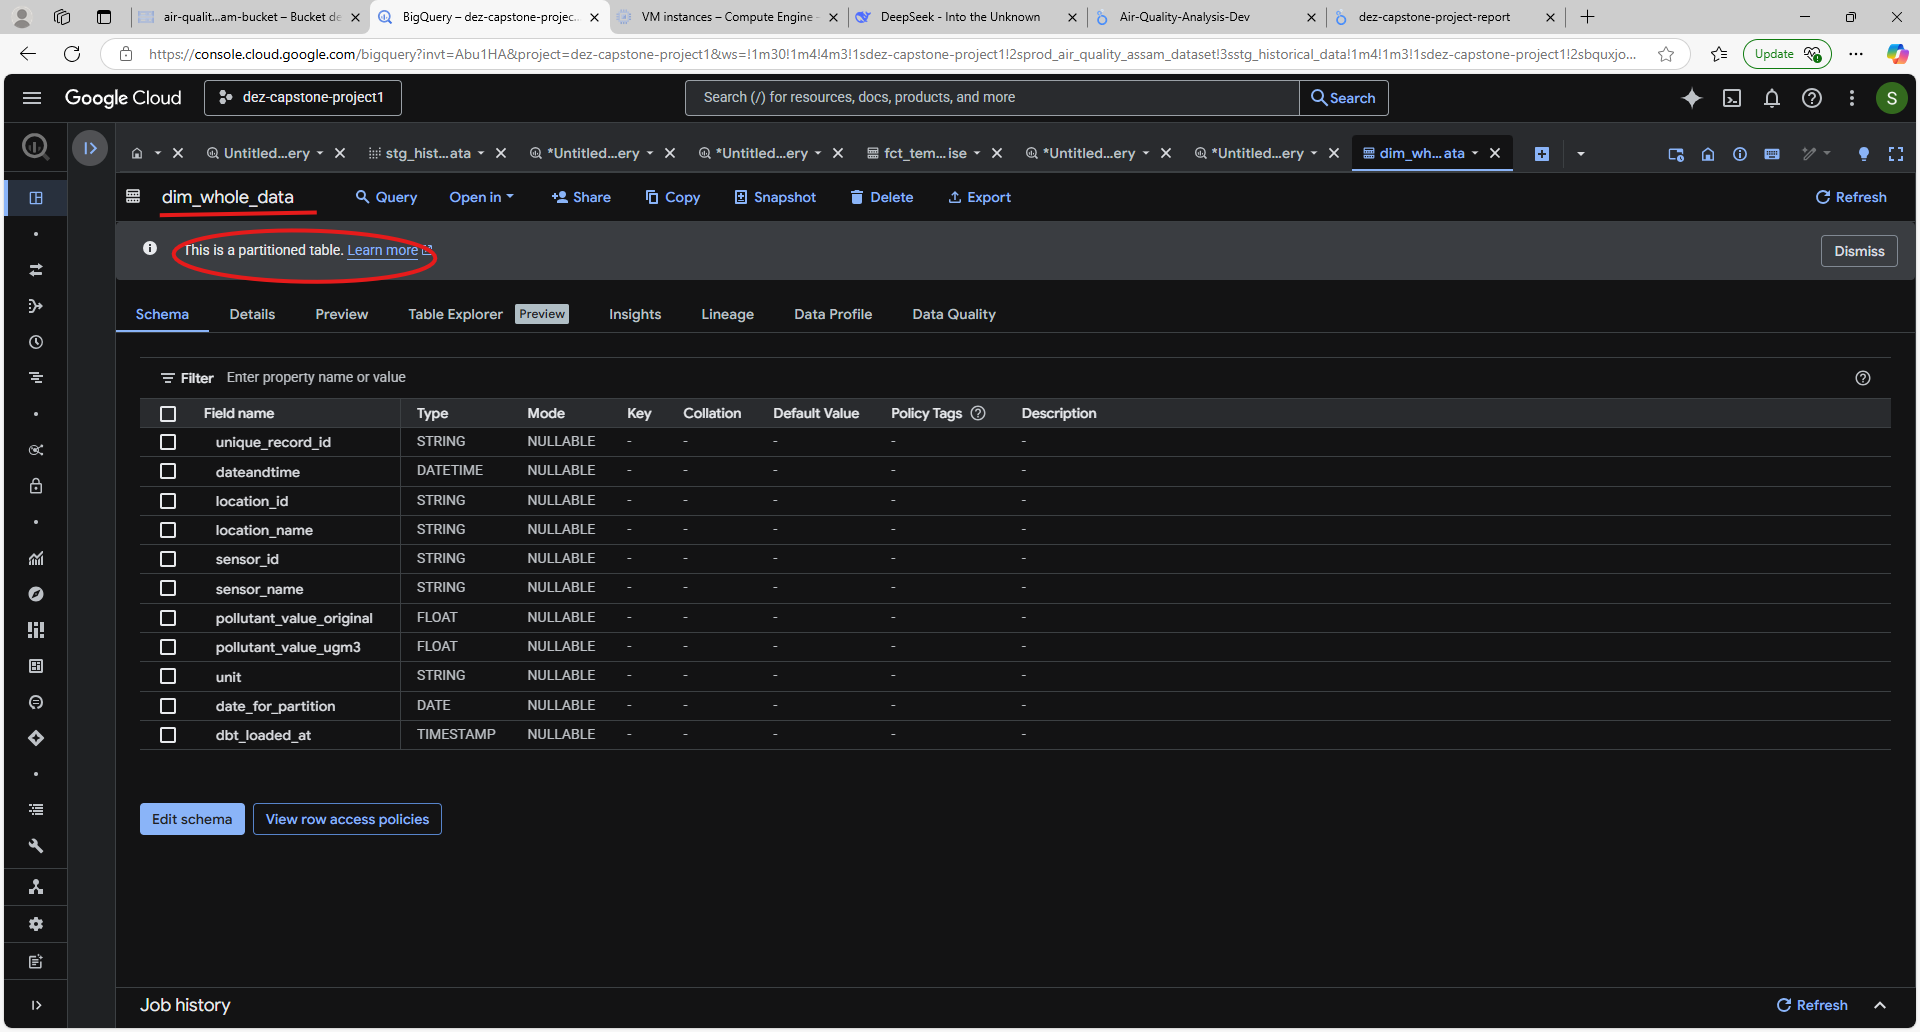 air-qualit...am-bucket – Bucket de
BigQuery – dez-capstone-projec...
VM instances – Compute Engine -
DeepSeek - Into the Unknown
Air-Quality-Analysis-Dev
dez-capstone-project-report
https://console.cloud.google.com/bigquery?invt=Abu1HA&project=dez-capstone-project1&ws=!1m30!1m4!4m3!1sdez-capstone-project1!2sprod_air_quality_assam_dataset!3sstg_historical_data!1m4!1m3!1sdez-capstone-project1!2sbquxjo...
Update
Google Cloud
dez-capstone-project1
Search (/) for resources, docs, products, and more
Search
S
Untitled...ery
stg_hist...ata
*Untitled...ery
*Untitled...ery
fct_tem...ise
*Untitled...ery
*Untitled...ery
dim_wh...ata
dim_whole_data
Query
Open in
Share
Copy
Snapshot
Delete
Export
Refresh
This is a partitioned table. Learn more
Dismiss
Schema
Details
Preview
Table Explorer Preview
Insights
Lineage
Data Profile
Data Quality
Filter Enter property name or value
Field name Type Mode Key Collation Default Value Policy Tags Description
unique_record_id STRING NULLABLE - - - - -
dateandtime DATETIME NULLABLE - - - - -
location_id STRING NULLABLE - - - - -
location_name STRING NULLABLE - - - - -
sensor_id STRING NULLABLE - - - - -
sensor_name STRING NULLABLE - - - - -
pollutant_value_original FLOAT NULLABLE - - - - -
pollutant_value_ugm3 FLOAT NULLABLE - - - - -
unit STRING NULLABLE - - - - -
date_for_partition DATE NULLABLE - - - - -
dbt_loaded_at TIMESTAMP NULLABLE - - - - -
Edit schema
View row access policies
Job history
Refresh